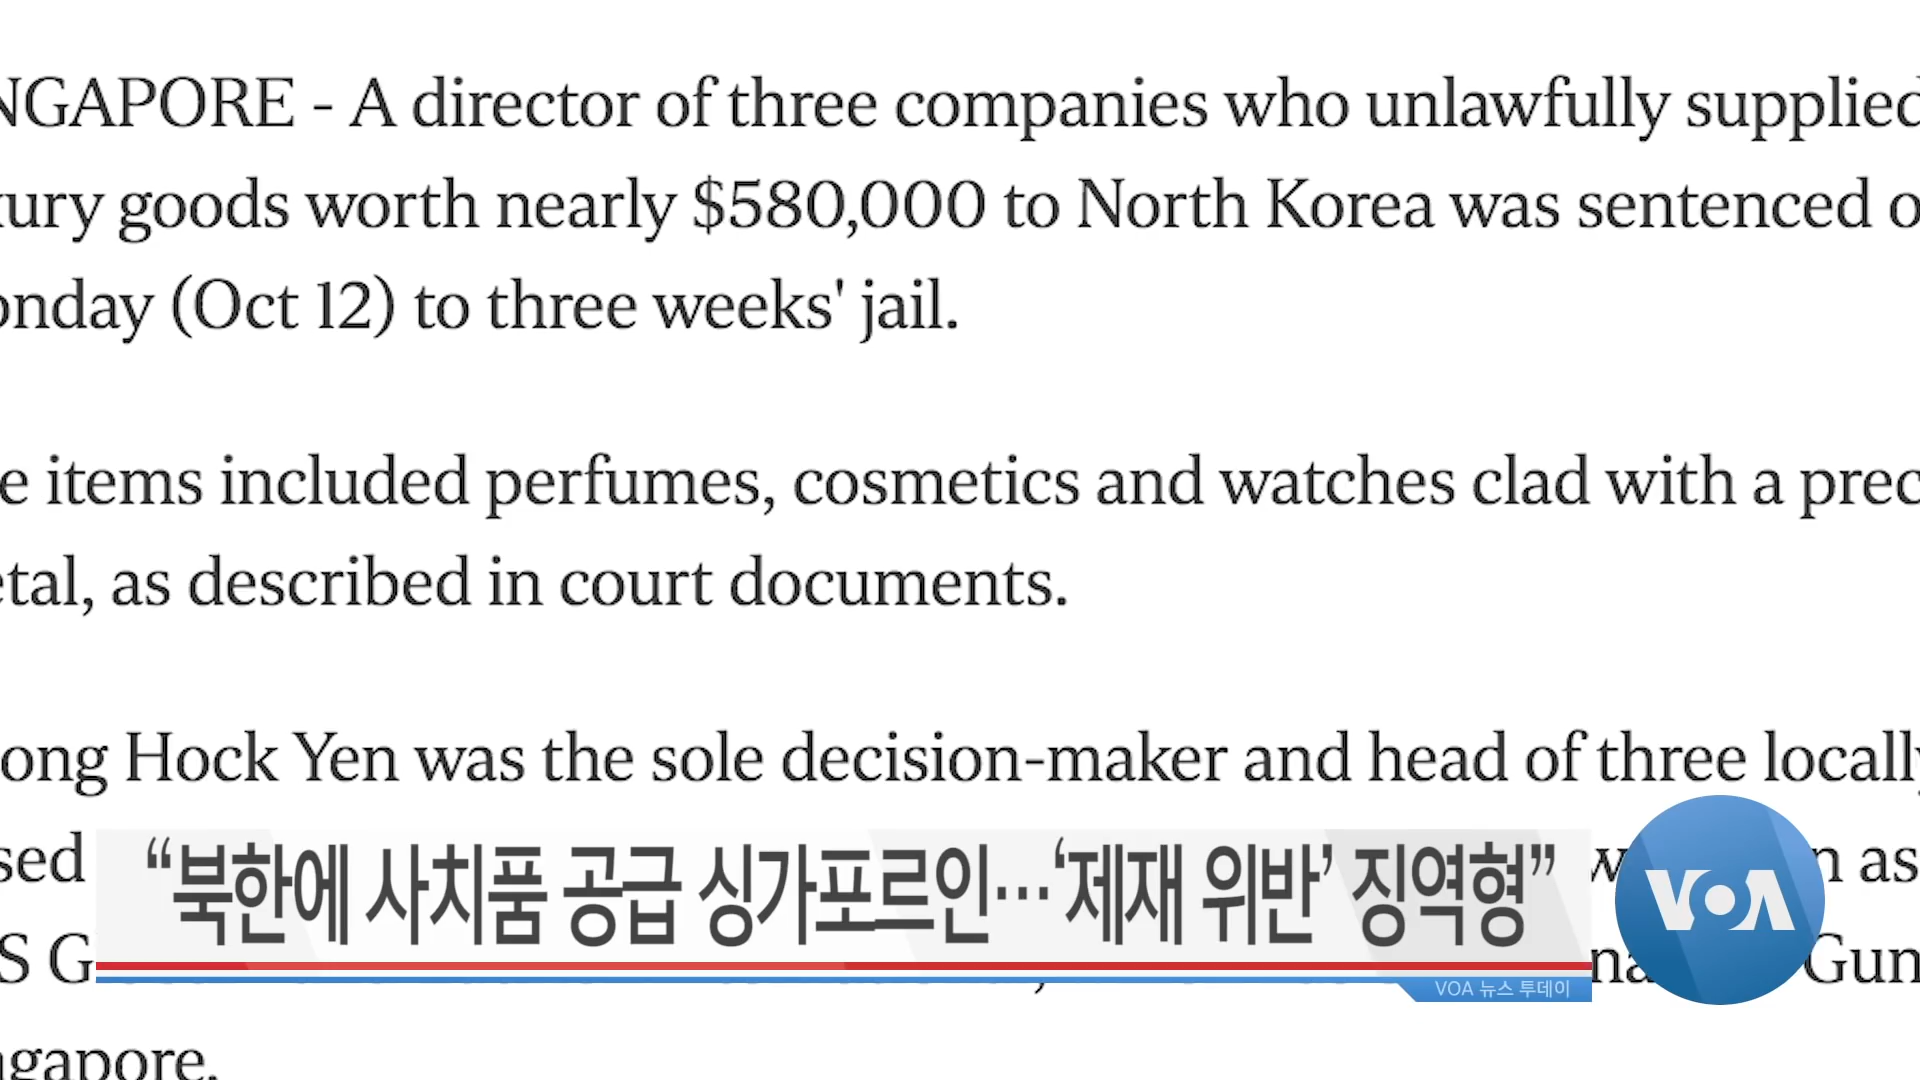 NGAPORE - A director of three companies who unlawfully supplied
ury goods worth nearly $580,000 to North Korea was sentenced o
onday (Oct 12) to three weeks' jail.
e items included perfumes, cosmetics and watches clad with a prec
etal, as described in court documents.
ong Hock Yen was the sole decision-maker and head of three locally
sed
n as
“북한에 사치품 공급 싱가포르인…‘제재 위반’ 징역형”
VOA
S G
na
Gun
VOA 뉴스 투데이
ngapore.